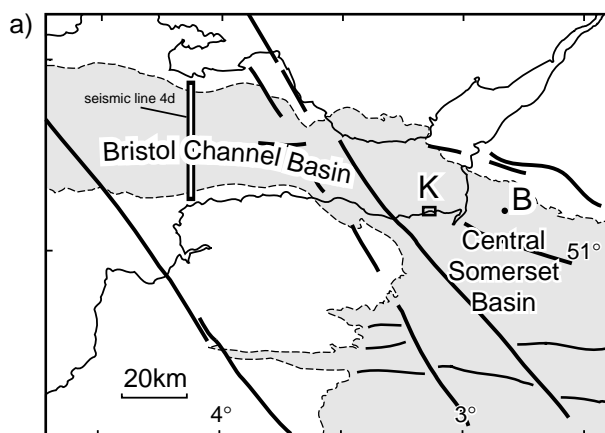 a)
seismic line 4d
Bristol Channel Basin
K
B
Central
Somerset
Basin
51°
20km
4°
3°